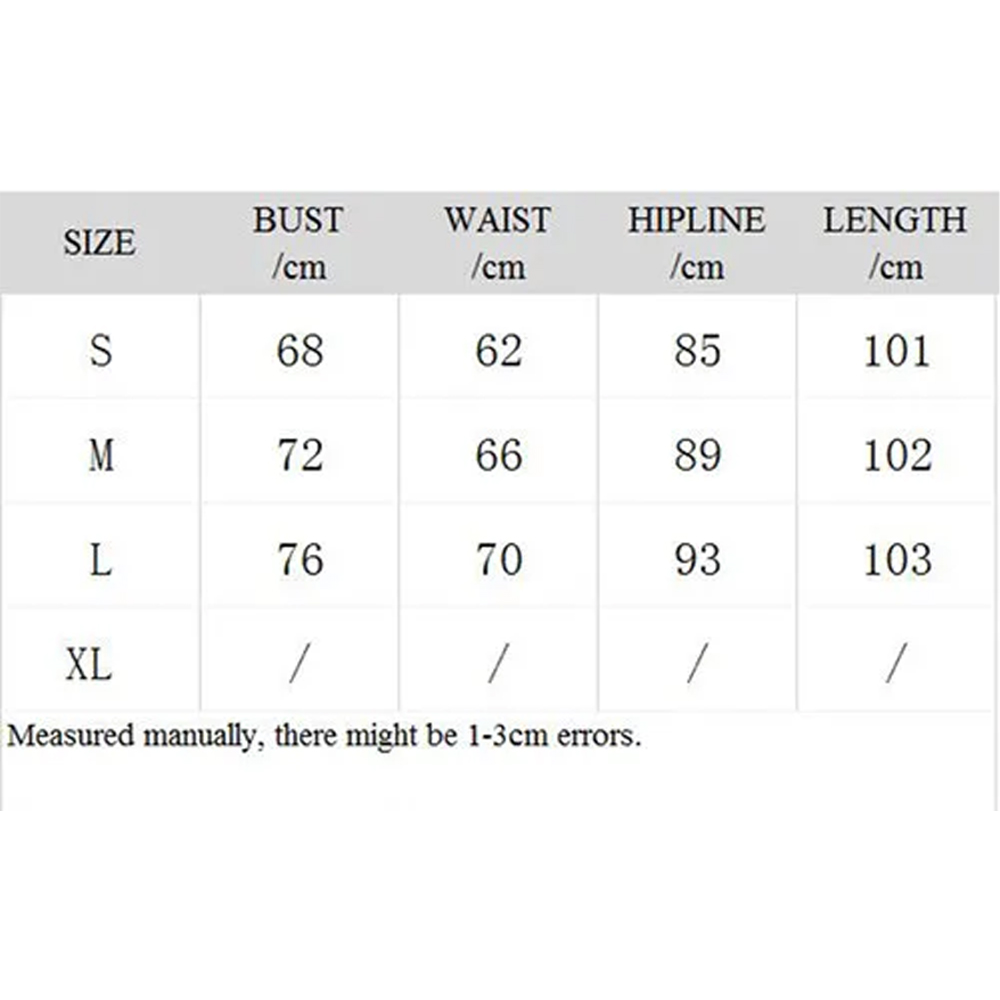 SIZE BUST /cm WAIST /cm HIPLINE /cm LENGTH /cm
S 68 62 85 101
M 72 66 89 102
L 76 70 93 103
XL / / / /
Measured manually, there might be 1-3cm errors.